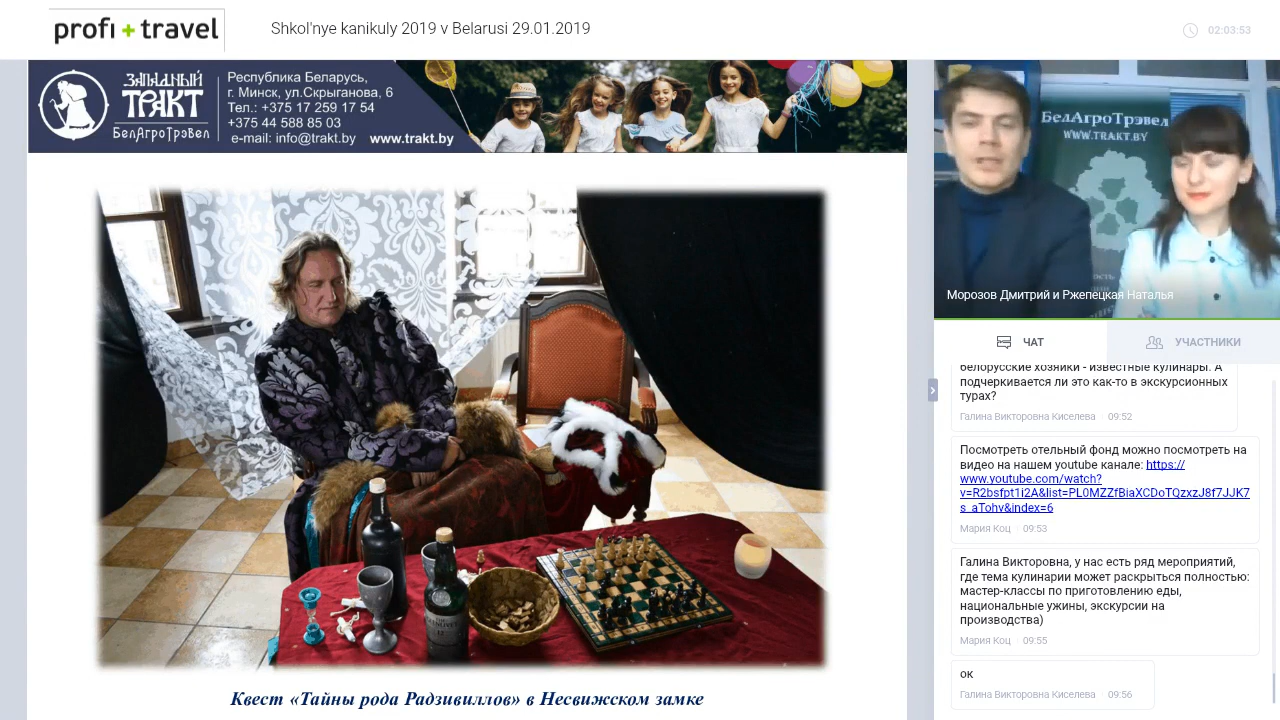 profi + travel
Shkol'nye kanikuly 2019 v Belarusi 29.01.2019
02:03:53
ЗАПАДНЫЙ
ТРАКТ
БелАгроТрэвел
Республика Беларусь,
г. Минск, ул.Скрыганова, 6
Тел.: +375 17 259 17 54
+375 44 588 85 03
e-mail: info@trakt.by www.trakt.by
Квест «Тайны рода Радзивиллов» в Несвижском замке
БелАгроТрэвел
WWW.TRAKT.BY
Морозов Дмитрий и Ржепецкая Наталья
ЧАТ
УЧАСТНИКИ
белорусские хозяйки - известные кулинары. А
подчеркивается ли это как-то в экскурсионных
турах?
Галина Викторовна Киселева 09:52
Посмотреть отельный фонд можно посмотреть на
видео на нашем youtube канале: https://
www.youtube.com/watch?
v=R2bsfpt1i2A&list=PL0MZZfBiaXCDoTQzxzJ8f7JJK7
s_aTohv&index=6
Мария Коц 09:53
Галина Викторовна, у нас есть ряд мероприятий,
где тема кулинарии может раскрыться полностью:
мастер-классы по приготовлению еды,
национальные ужины, экскурсии на
производства)
Мария Коц 09:55
ок
Галина Викторовна Киселева 09:56